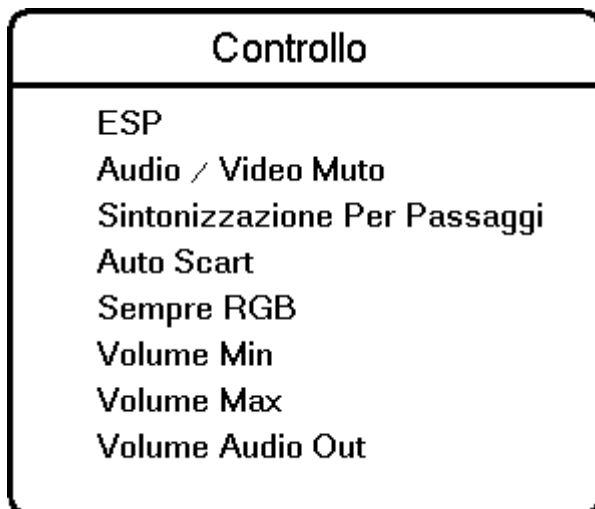 Controllo
ESP
Audio / Video Muto
Sintonizzazione Per Passaggi
Auto Scart
Sempre RGB
Volume Min
Volume Max
Volume Audio Out